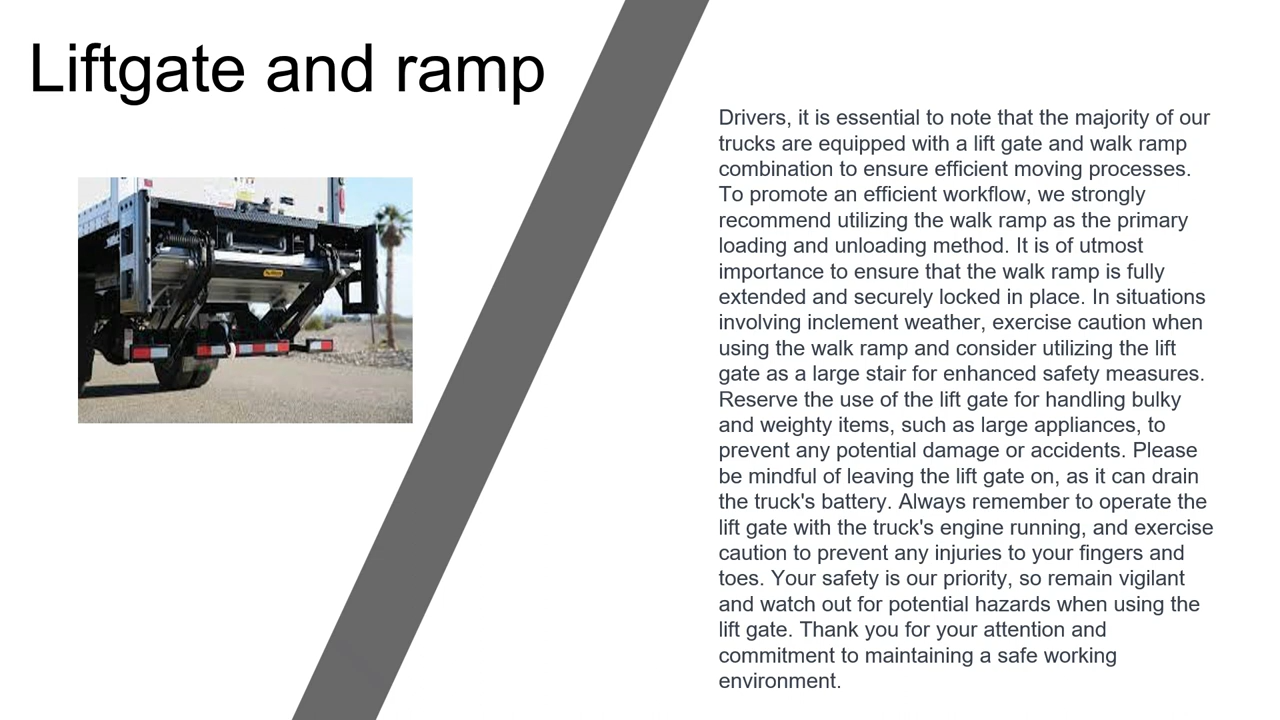 Liftgate and ramp
Drivers, it is essential to note that the majority of our
trucks are equipped with a lift gate and walk ramp
combination to ensure efficient moving processes.
To promote an efficient workflow, we strongly
recommend utilizing the walk ramp as the primary
loading and unloading method. It is of utmost
importance to ensure that the walk ramp is fully
extended and securely locked in place. In situations
involving inclement weather, exercise caution when
using the walk ramp and consider utilizing the lift
gate as a large stair for enhanced safety measures.
Reserve the use of the lift gate for handling bulky
and weighty items, such as large appliances, to
prevent any potential damage or accidents. Please
be mindful of leaving the lift gate on, as it can drain
the truck's battery. Always remember to operate the
lift gate with the truck's engine running, and exercise
caution to prevent any injuries to your fingers and
toes. Your safety is our priority, so remain vigilant
and watch out for potential hazards when using the
lift gate. Thank you for your attention and
commitment to maintaining a safe working
environment.